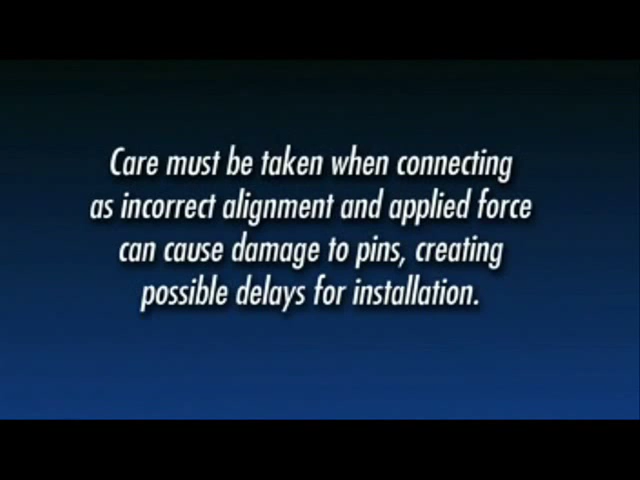 Care must be taken when connecting
as incorrect alignment and applied force
can cause damage to pins, creating
possible delays for installation.